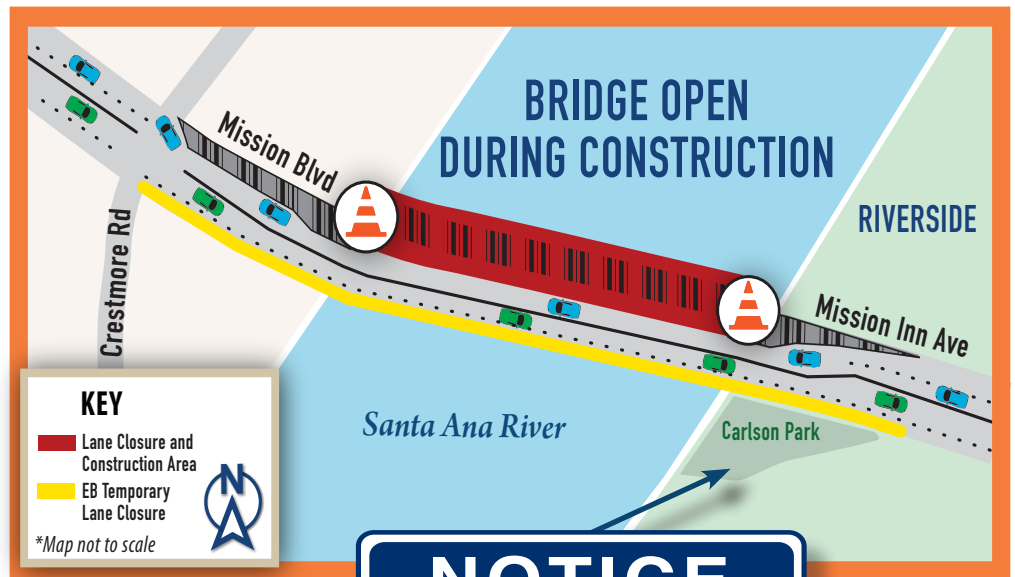 BRIDGE OPEN
DURING CONSTRUCTION
Mission Blvd
RIVERSIDE
Crestmore Rd
Mission Inn Ave
Santa Ana River
Carlson Park
KEY
Lane Closure and
Construction Area
EB Temporary
Lane Closure
*Map not to scale
N
NOTICE